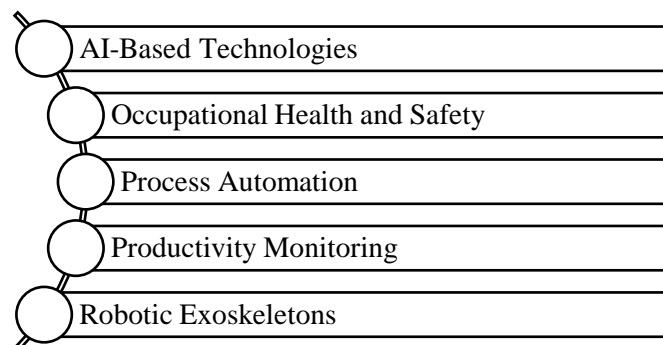 AI-Based Technologies
Occupational Health and Safety
Process Automation
Productivity Monitoring
Robotic Exoskeletons